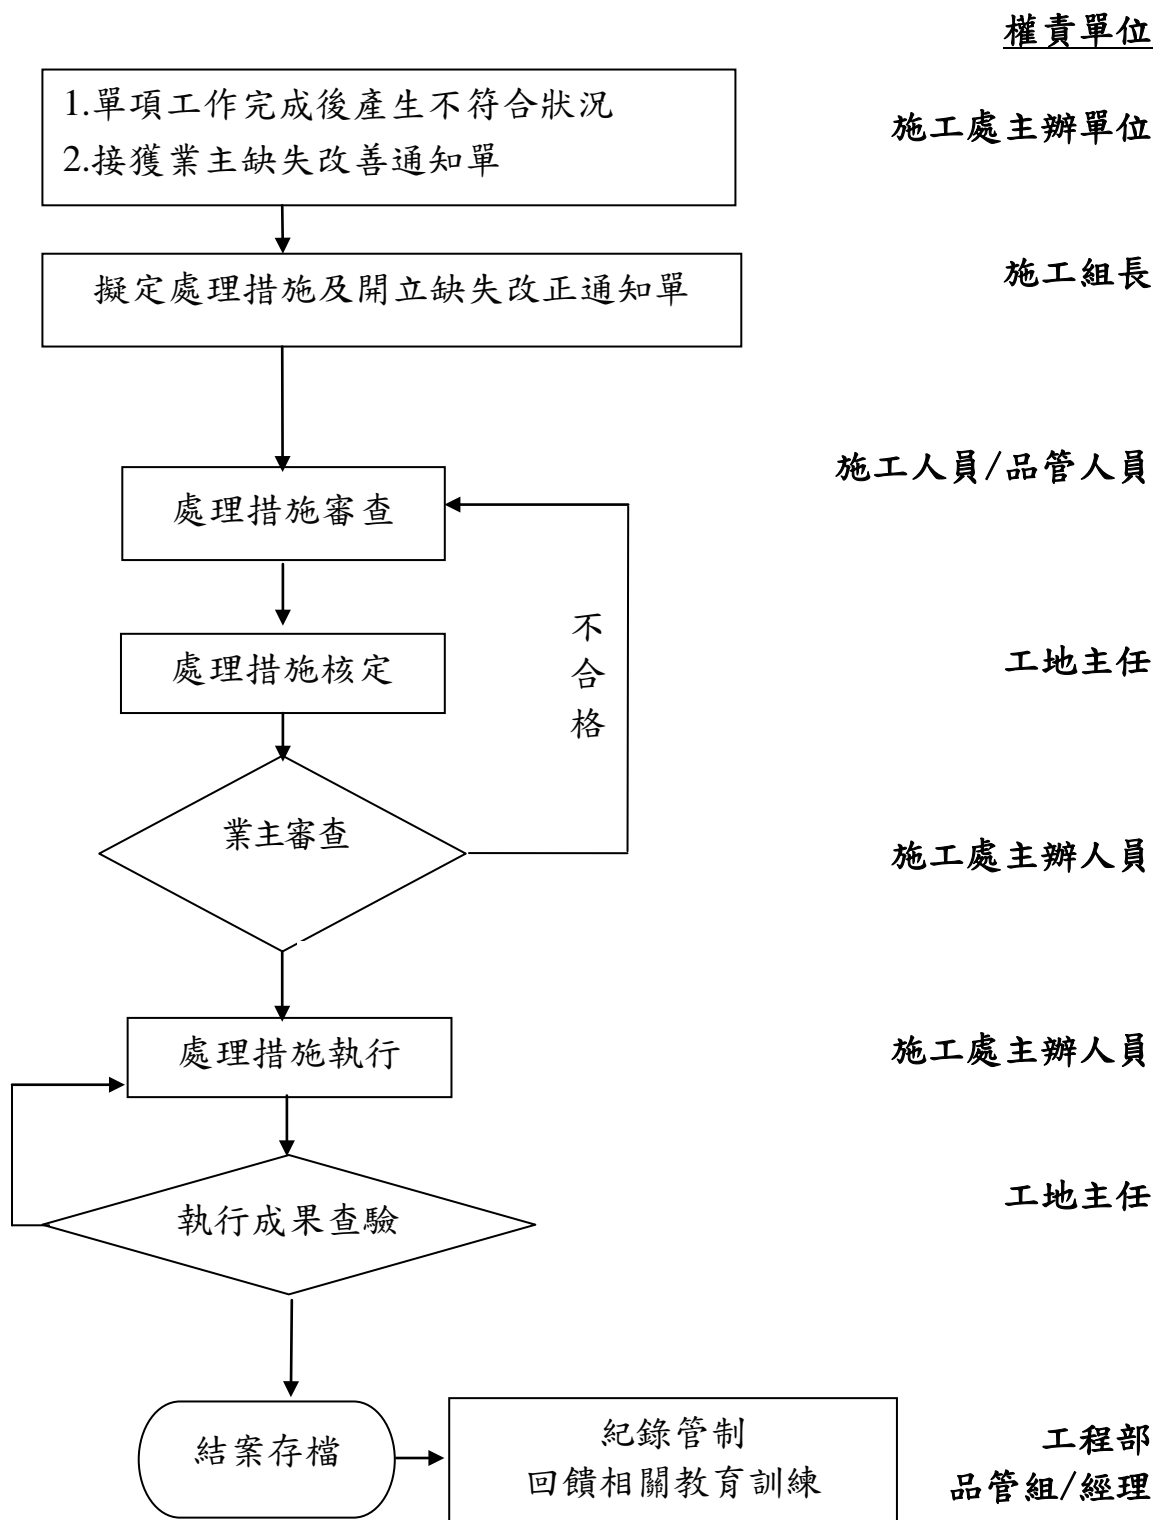 權責單位
1.單項工作完成後產生不符合狀況
施工處主辦單位
2.接獲業主缺失改善通知單
擬定處理措施及開立缺失改正通知單
施工組長
施工人員/品管人員
處理措施審查
不
合
格
處理措施核定
工地主任
業主審查
施工處主辦人員
處理措施執行
施工處主辦人員
執行成果查驗
工地主任
結案存檔
紀錄管制
回饋相關教育訓練
工程部
品管組/經理